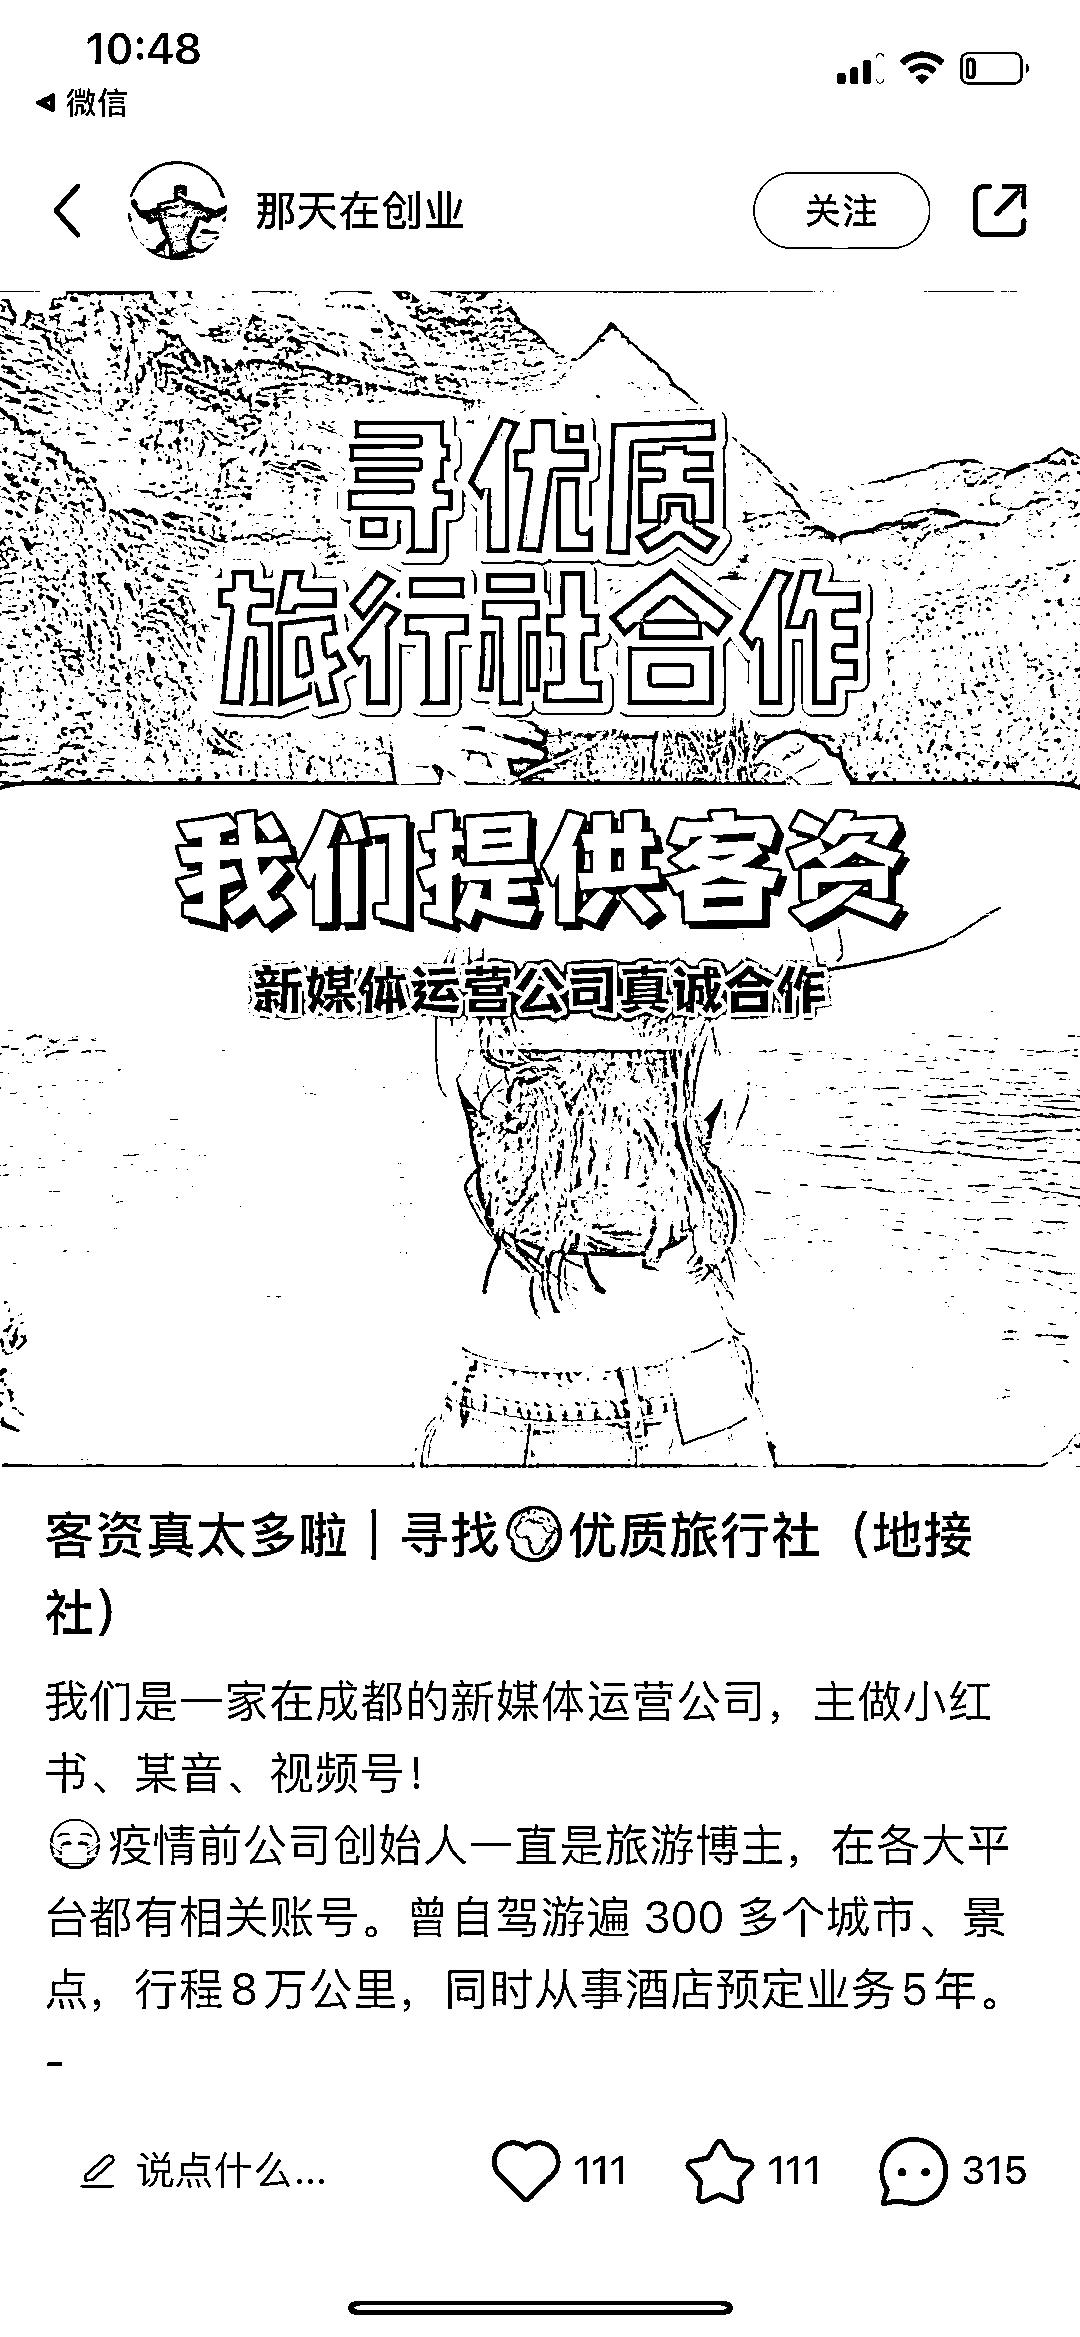 10:48
微信
那天在创业
关注
寻优质
旅行社合作
我们提供客资
新媒体运营公司真诚合作
客资真太多啦｜寻找🌍优质旅行社（地接
社）
我们是一家在成都的新媒体运营公司，主做小红
书、某音、视频号！
😷疫情前公司创始人一直是旅游博主，在各大平
台都有相关账号。曾自驾游遍 300 多个城市、景
点，行程8万公里，同时从事酒店预定业务5年。
-
说点什么...
111
111
315